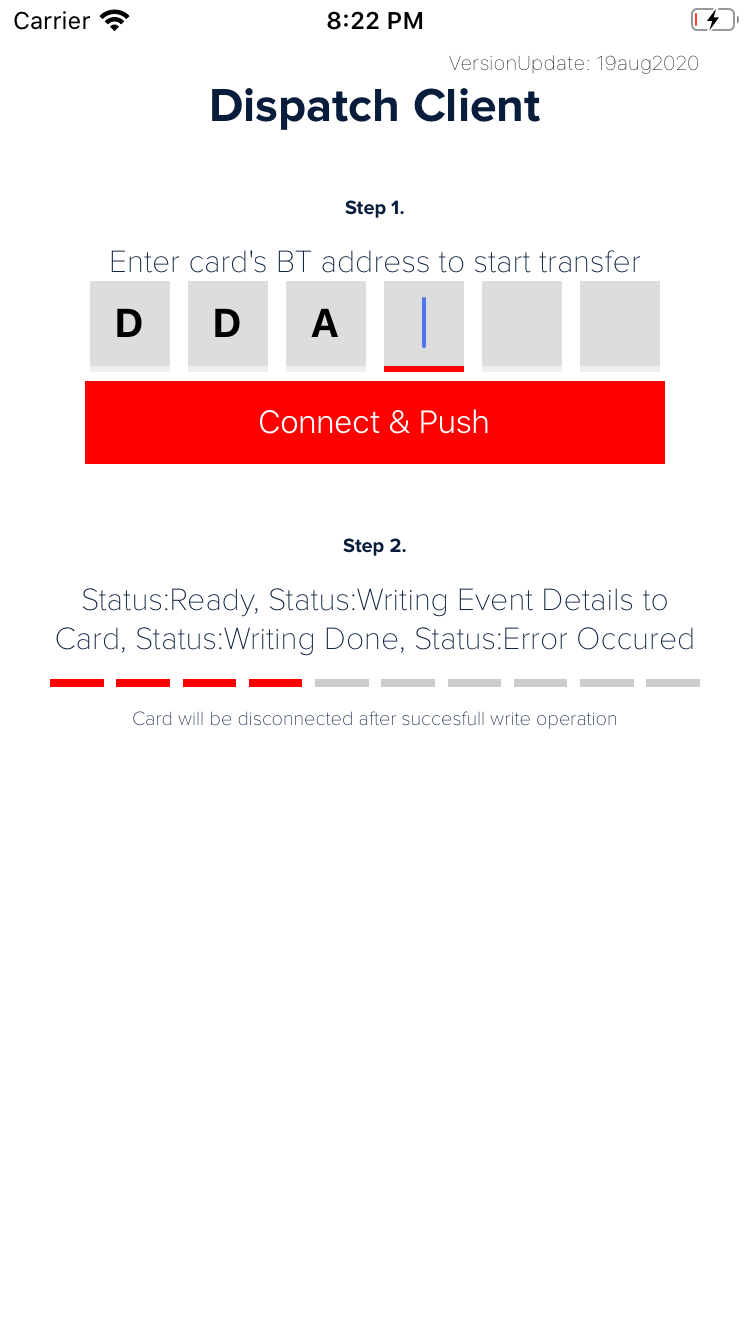 Carrier 8:22 PM
VersionUpdate: 19aug2020
Dispatch Client
Step 1.
Enter card's BT address to start transfer
D D A
Connect & Push
Step 2.
Status:Ready, Status:Writing Event Details to
Card, Status:Writing Done, Status:Error Occured
Card will be disconnected after succesfull write operation